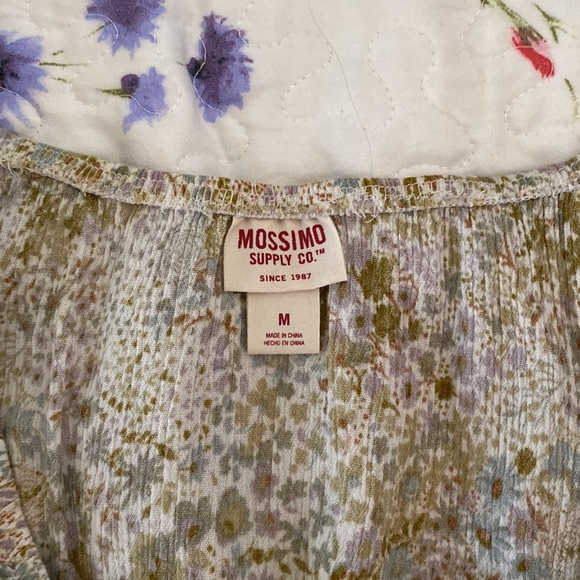 MOSSIMO
SUPPLY CO.™
SINCE 1987
M
MADE IN CHINA
HECHO EN CHINA